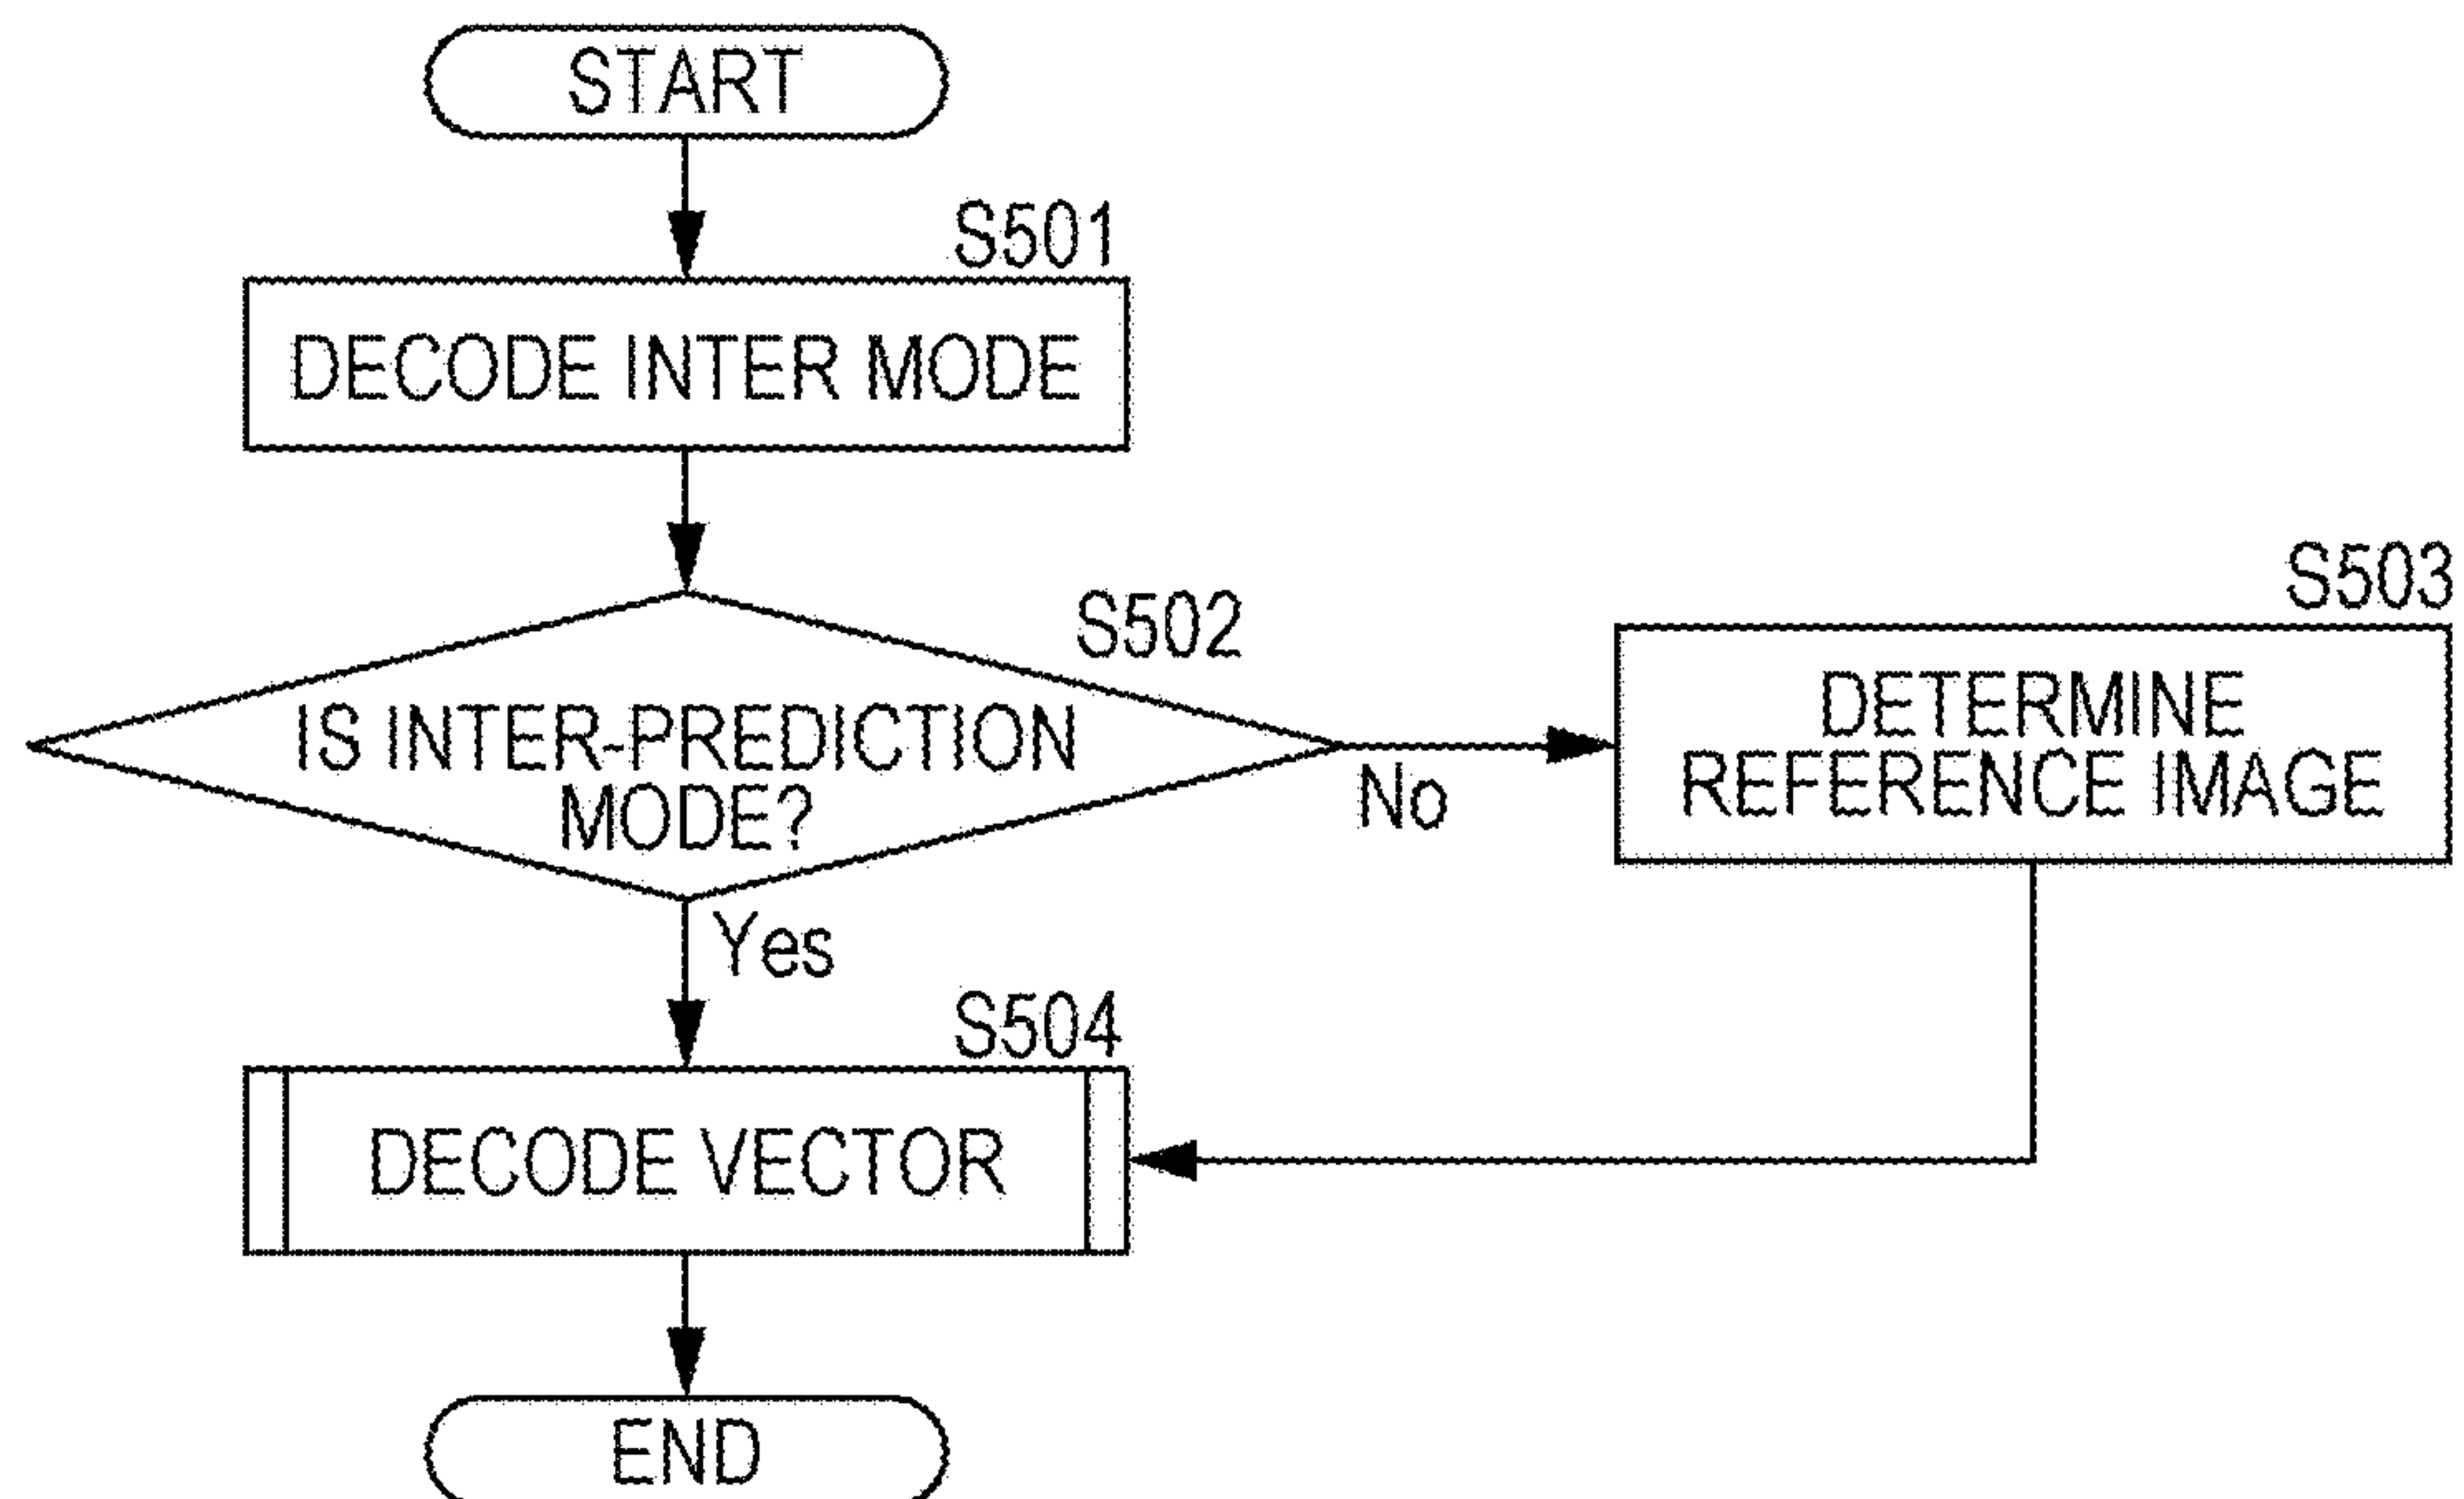 START
S501
DECODE INTER MODE
S502
IS INTER-PREDICTION
MODE?
No
S503
DETERMINE
REFERENCE IMAGE
Yes
S504
DECODE VECTOR
END